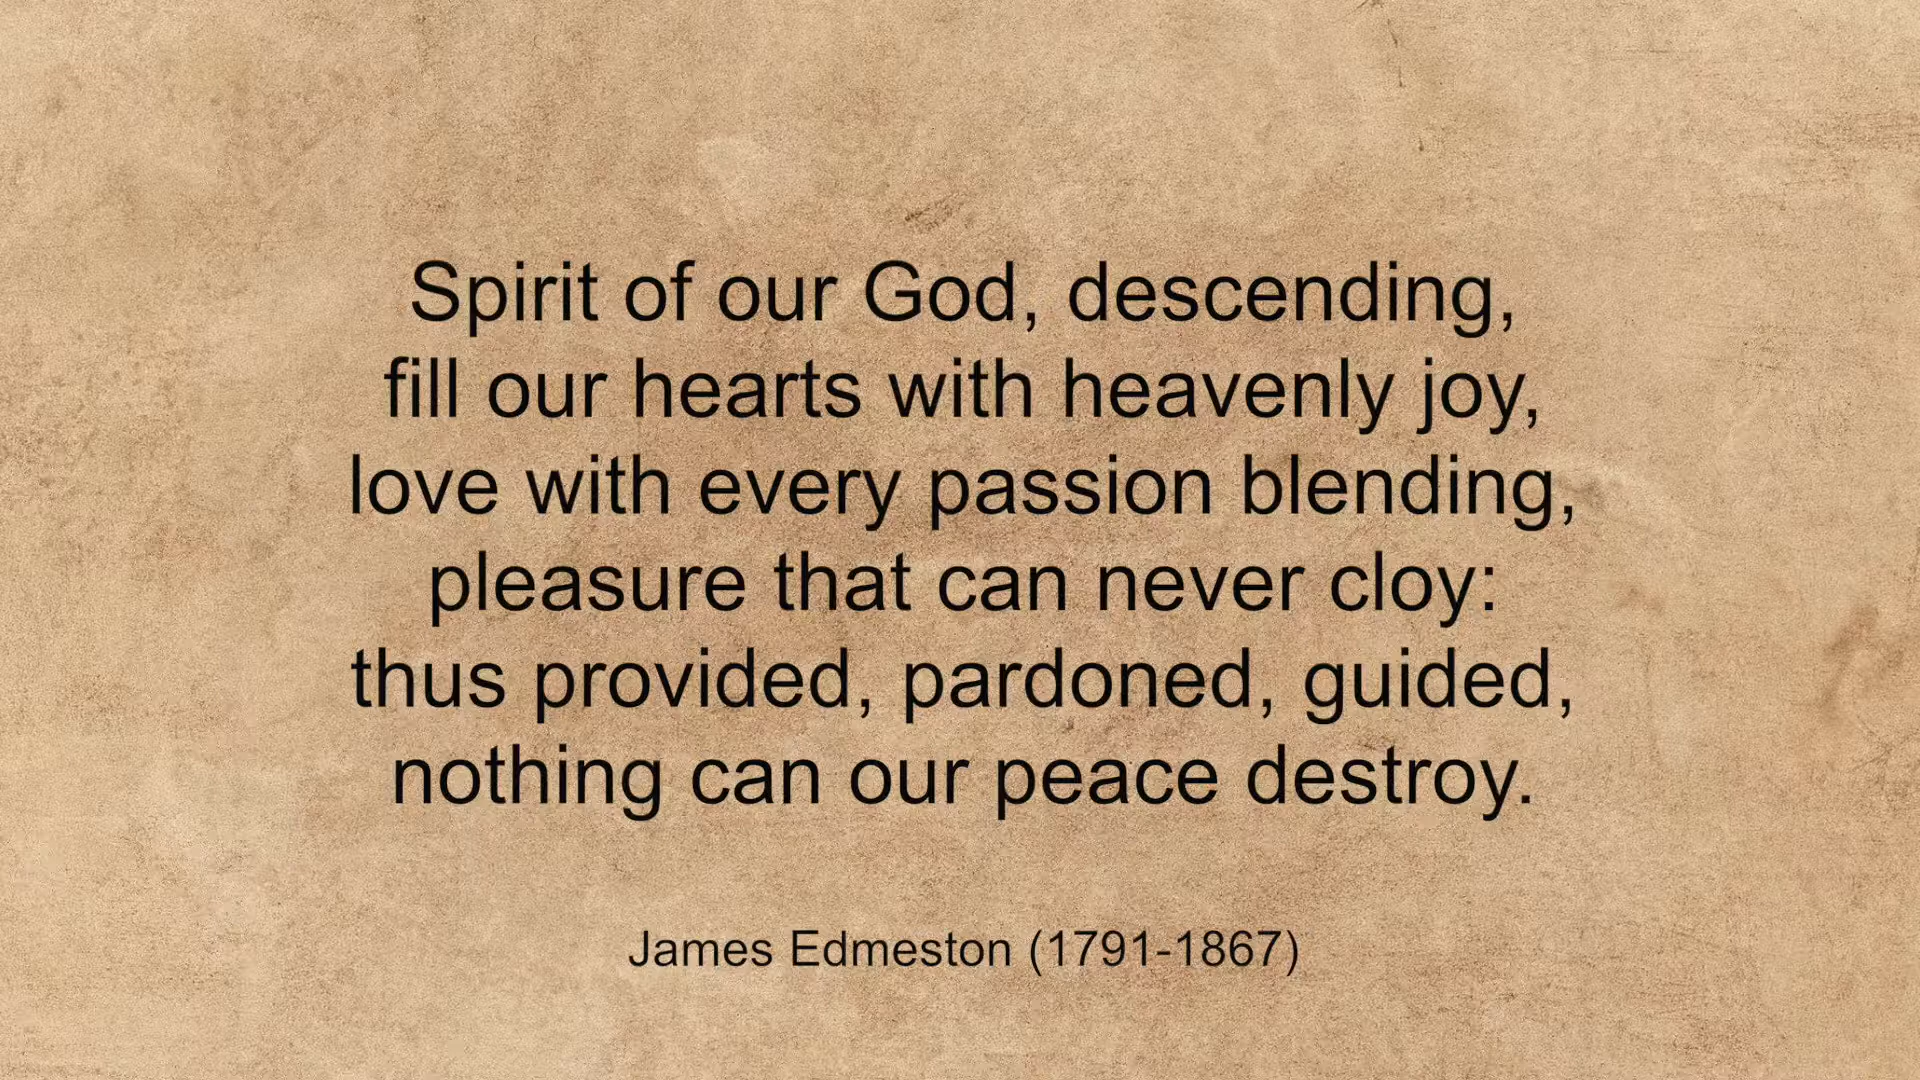 Spirit of our God, descending,
fill our hearts with heavenly joy,
love with every passion blending,
pleasure that can never cloy:
thus provided, pardoned, guided,
nothing can our peace destroy.
James Edmeston (1791-1867)